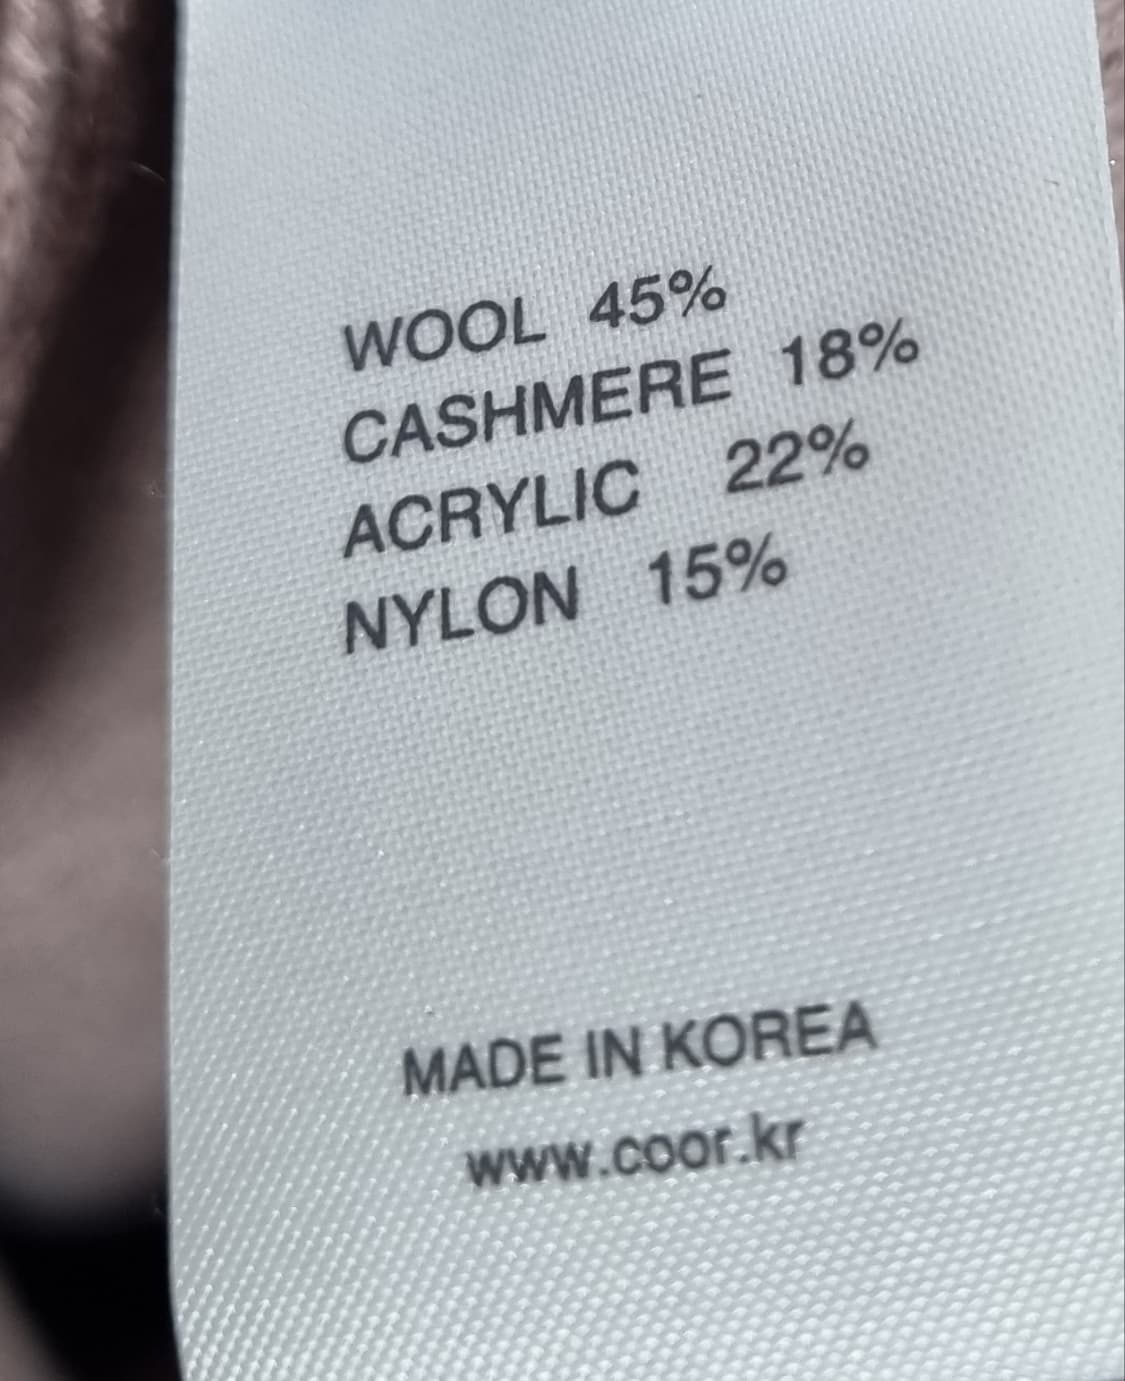 WOOL 45%
CASHMERE 18%
ACRYLIC 22%
NYLON 15%
MADE IN KOREA
www.coor.kr